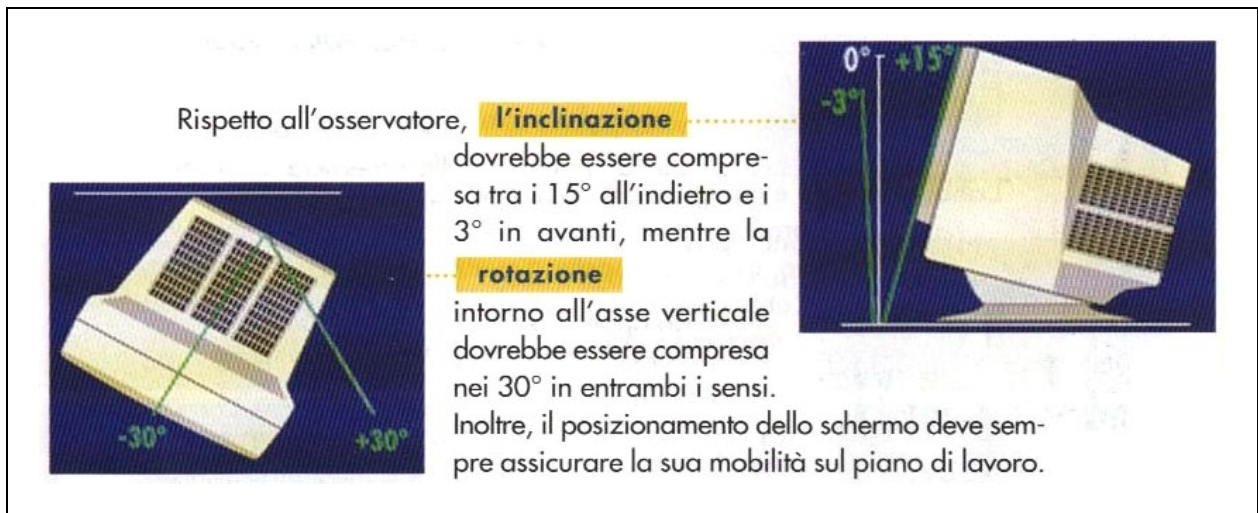 0° +15°
-3°
Rispetto all'osservatore, l'inclinazione
dovrebbe essere compre-
sa tra i 15° all'indietro e i
3° in avanti, mentre la
rotazione
intorno all'asse verticale
dovrebbe essere compresa
nei 30° in entrambi i sensi.
-30° +30°
Inoltre, il posizionamento dello schermo deve sem-
pre assicurare la sua mobilità sul piano di lavoro.